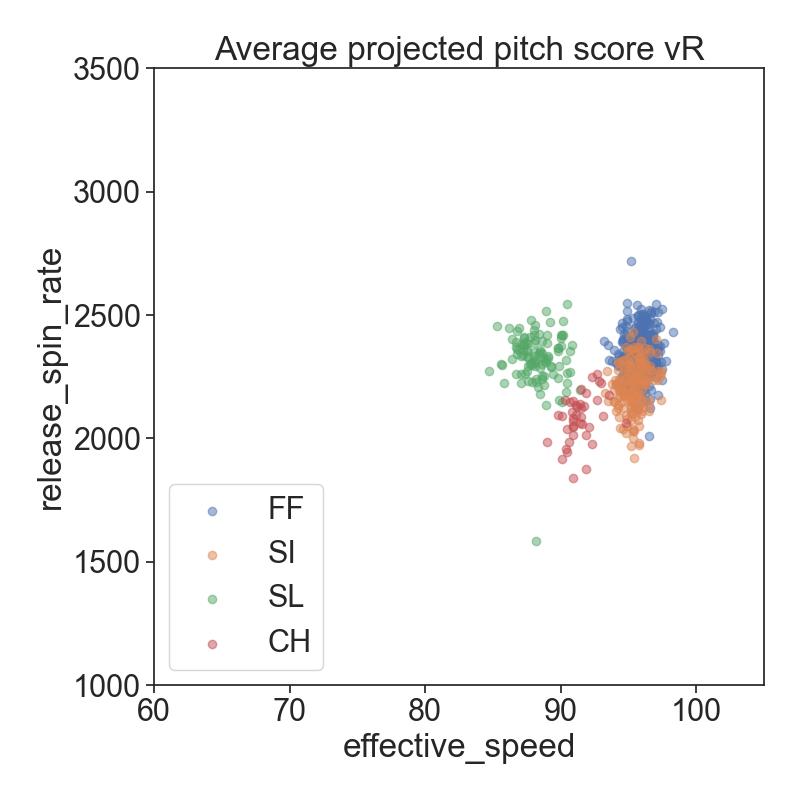 Average projected pitch score vR
3500
3000
2500
2000
1500
1000
release_spin_rate
FF
SI
SL
CH
60 70 80 90 100
effective_speed